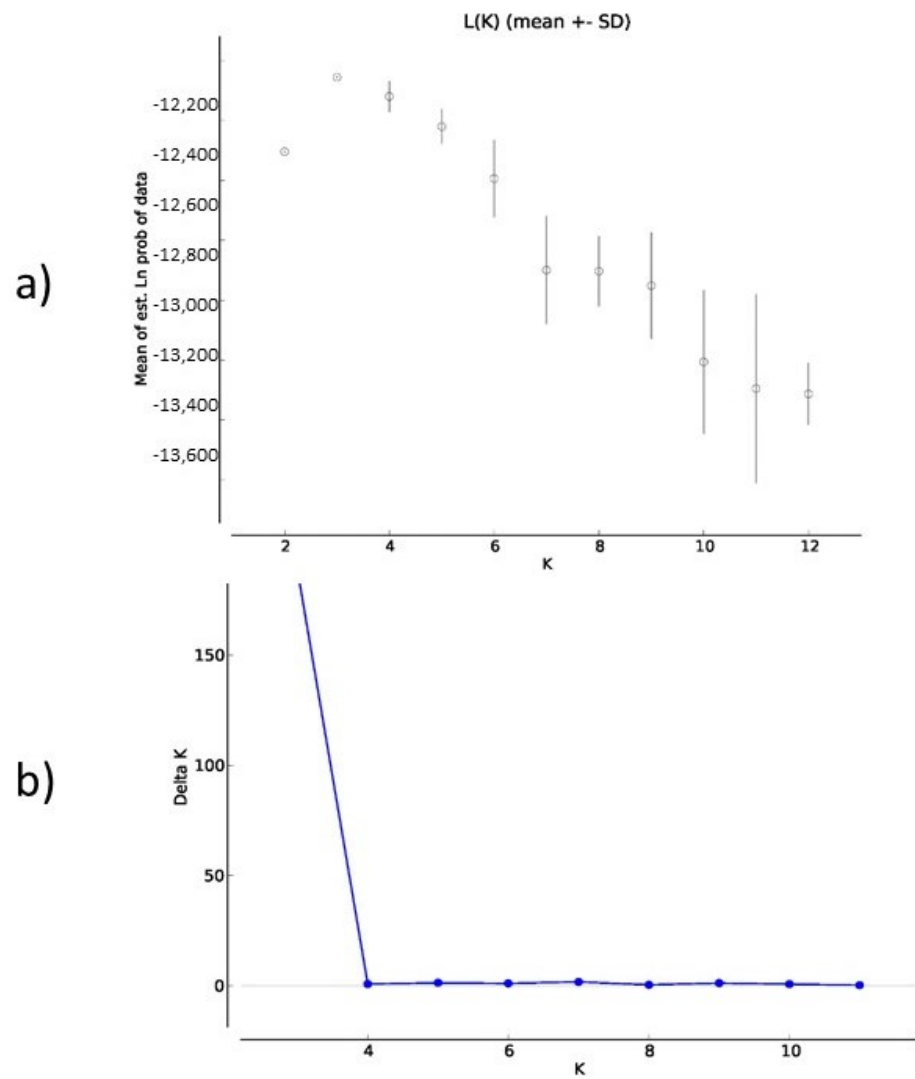 L(K) (mean +- SD)
a)
Mean of est. Ln prob of data
-12,200
-12,400
-12,600
-12,800
-13,000
-13,200
-13,400
-13,600
2 4 6 8 10 12
K
b)
Delta K
150
100
50
0
4 6 8 10
K